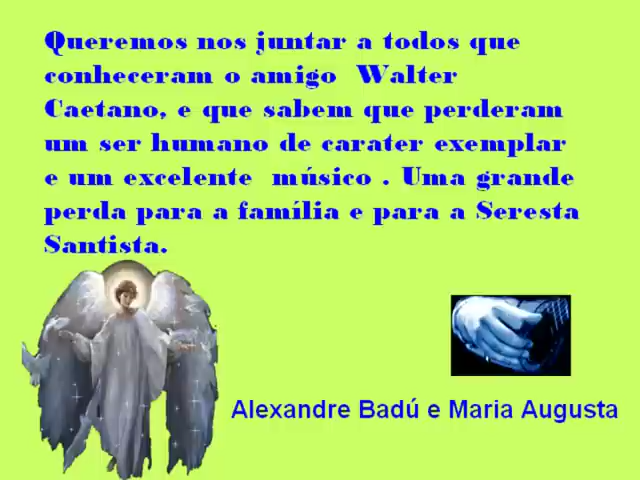 Queremos nos juntar a todos que
conheceram o amigo Walter
Caetano, e que sabem que perderam
um ser humano de carater exemplar
e um excelente músico . Uma grande
perda para a família e para a Seresta
Santista.
Alexandre Badú e Maria Augusta